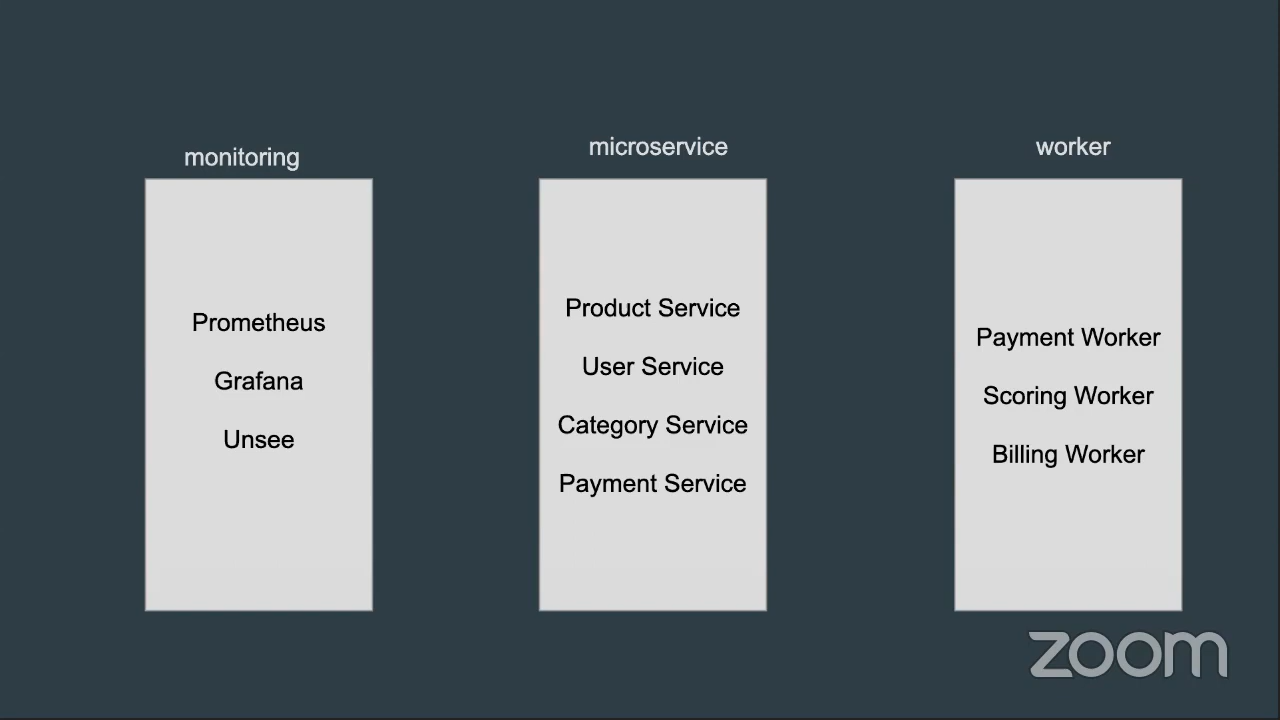 monitoring
Prometheus
Grafana
Unsee
microservice
Product Service
User Service
Category Service
Payment Service
worker
Payment Worker
Scoring Worker
Billing Worker
zoom